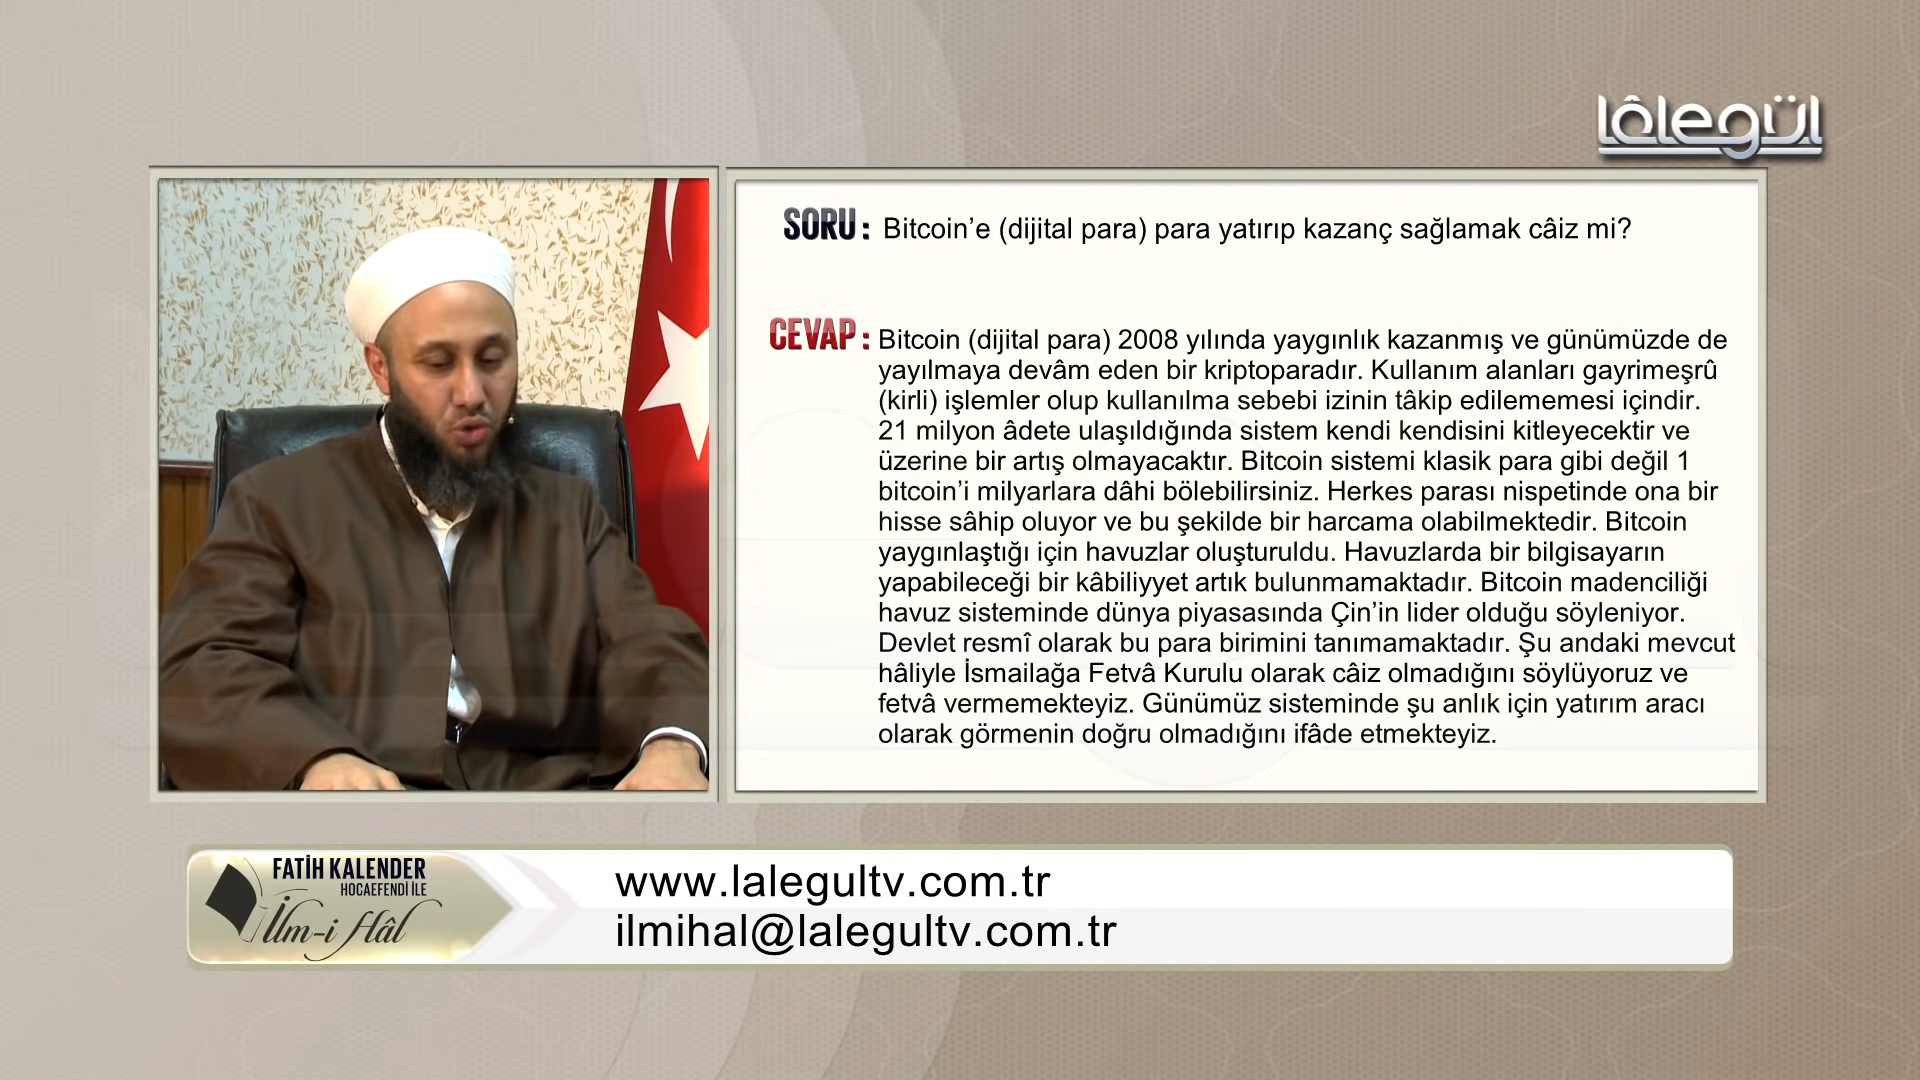 lâlegül
SORU : Bitcoin’e (dijital para) para yatırıp kazanç sağlamak câiz mi?
CEVAP : Bitcoin (dijital para) 2008 yılında yaygınlık kazanmış ve günümüzde de
yayılmaya devâm eden bir kriptoparadır. Kullanım alanları gayrimeşrû
(kirli) işlemler olup kullanılma sebebi izinin tâkip edilememesi içindir.
21 milyon âdete ulaşıldığında sistem kendi kendisini kitleyecektir ve
üzerine bir artış olmayacaktır. Bitcoin sistemi klasik para gibi değil 1
bitcoin’i milyarlara dâhi bölebilirsiniz. Herkes parası nispetinde ona bir
hisse sâhip oluyor ve bu şekilde bir harcama olabilmektedir. Bitcoin
yaygınlaştığı için havuzlar oluşturuldu. Havuzlarda bir bilgisayarın
yapabileceği bir kâbiliyyet artık bulunmamaktadır. Bitcoin madenciliği
havuz sisteminde dünya piyasasında Çin’in lider olduğu söyleniyor.
Devlet resmî olarak bu para birimini tanımamaktadır. Şu andaki mevcut
hâliyle İsmailağa Fetvâ Kurulu olarak câiz olmadığını söylüyoruz ve
fetvâ vermemekteyiz. Günümüz sisteminde şu anlık için yatırım aracı
olarak görmenin doğru olmadığını ifâde etmekteyiz.
FATİH KALENDER
HOCAEFENDİ İLE
İlm-i Hâl
www.lalegultv.com.tr
ilmihal@lalegultv.com.tr